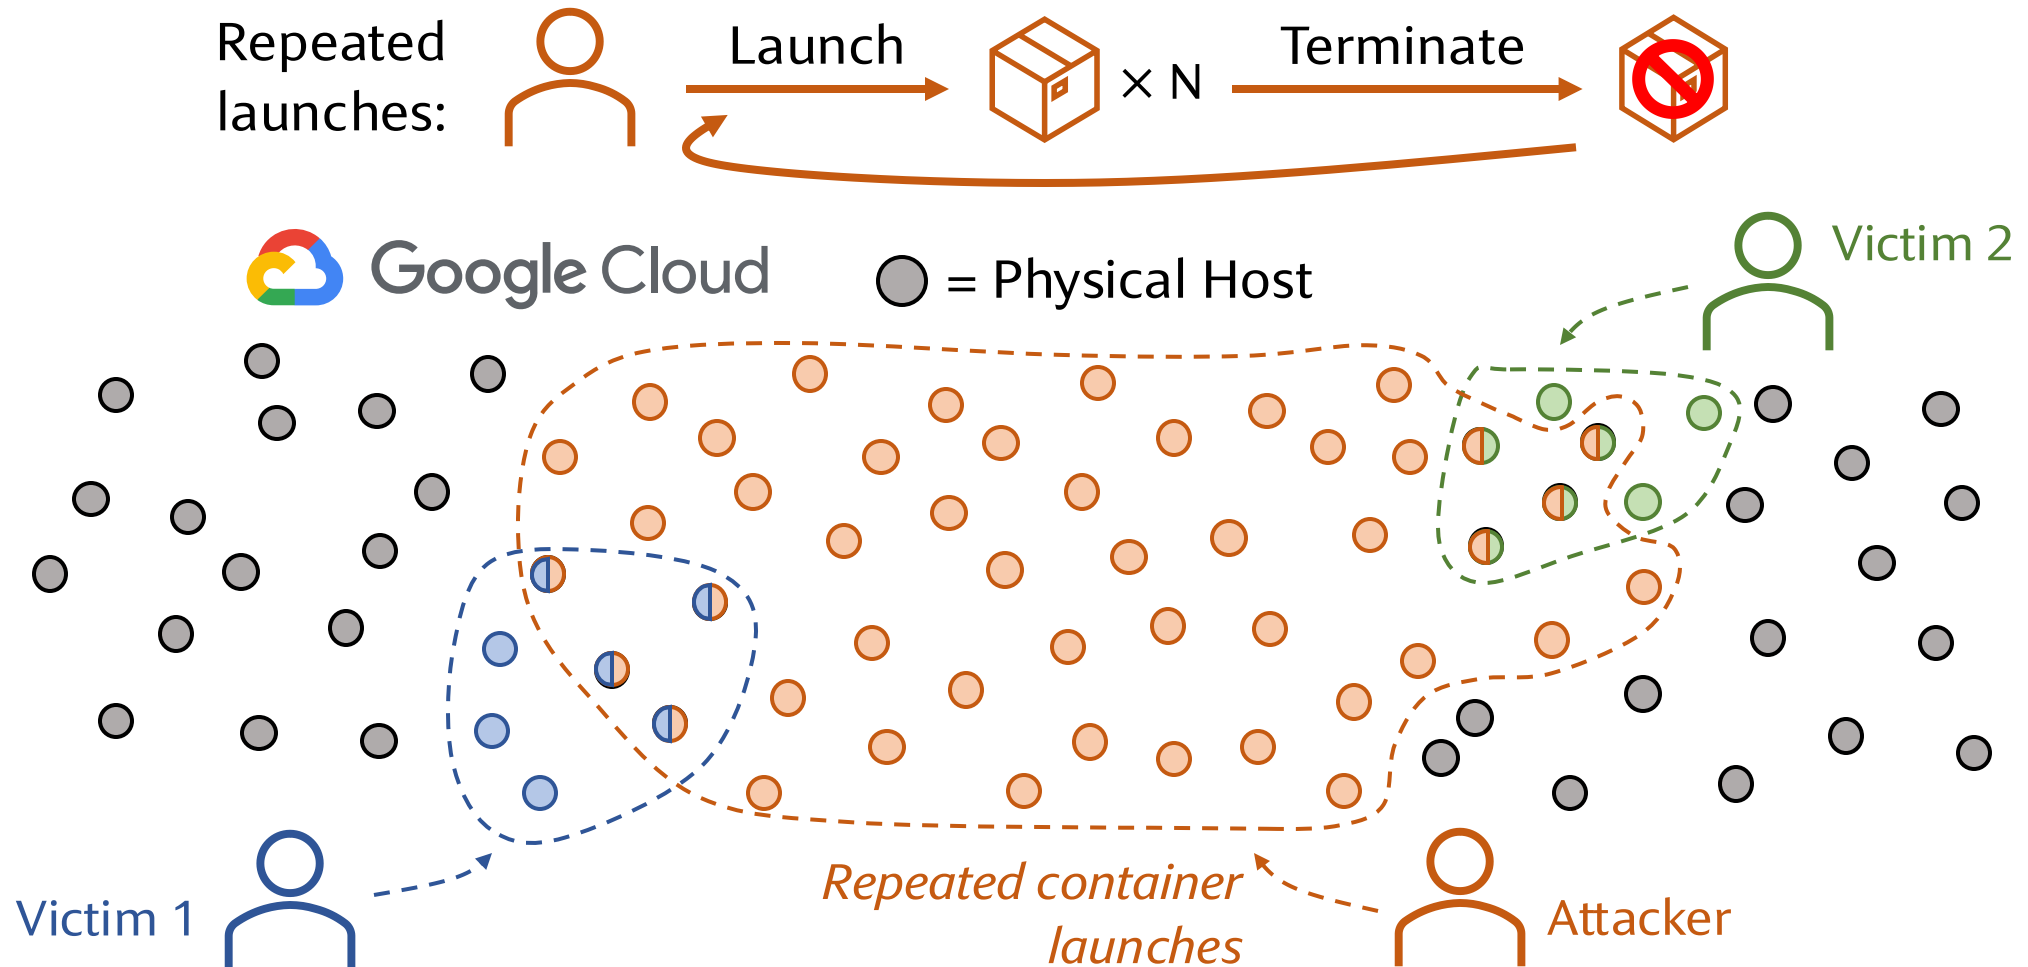 Repeated
launches:
Launch
× N
Terminate
Google Cloud
= Physical Host
Victim 2
Victim 1
Repeated container
launches
Attacker